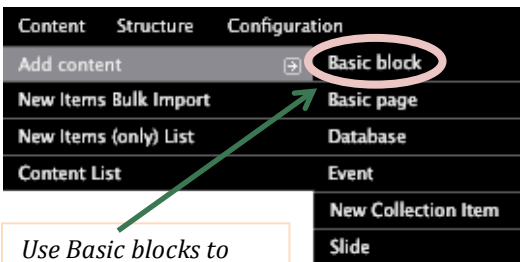 Content Structure Configuration
Add content
Basic block
New Items Bulk Import
Basic page
New Items (only) List
Database
Content List
Event
New Collection Item
Slide
Use Basic blocks to